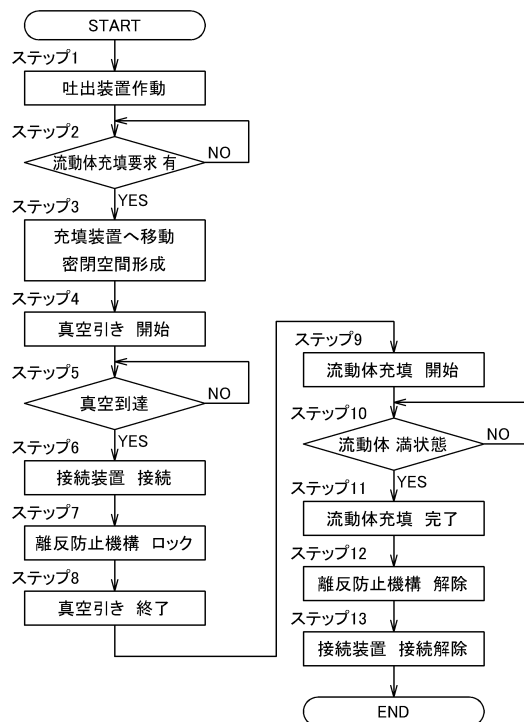 START
ステップ1
吐出装置作動
ステップ2
流動体充填要求 有
NO
YES
ステップ3
充填装置へ移動
密閉空間形成
ステップ4
真空引き 開始
ステップ5
真空到達
NO
YES
ステップ6
接続装置 接続
ステップ7
離反防止機構 ロック
ステップ8
真空引き 終了
ステップ9
流動体充填 開始
ステップ10
流動体 満状態
NO
YES
ステップ11
流動体充填 完了
ステップ12
離反防止機構 解除
ステップ13
接続装置 接続解除
END